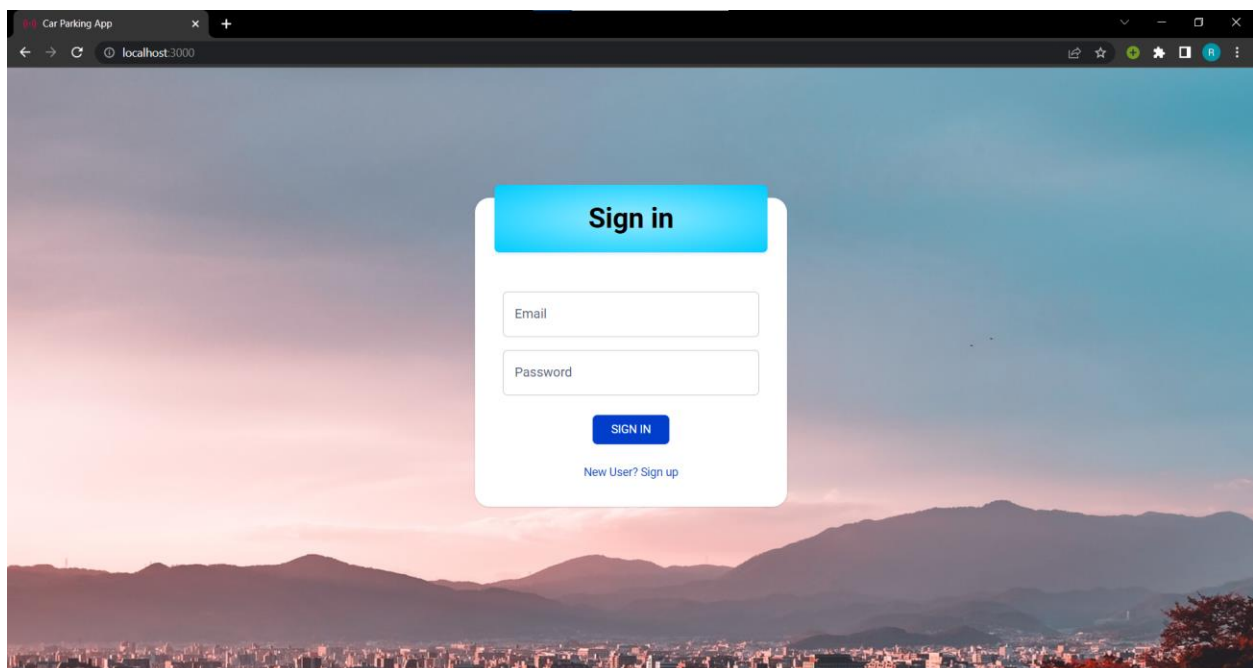 Car Parking App
localhost:3000
R
Sign in
Email
Password
SIGN IN
New User? Sign up